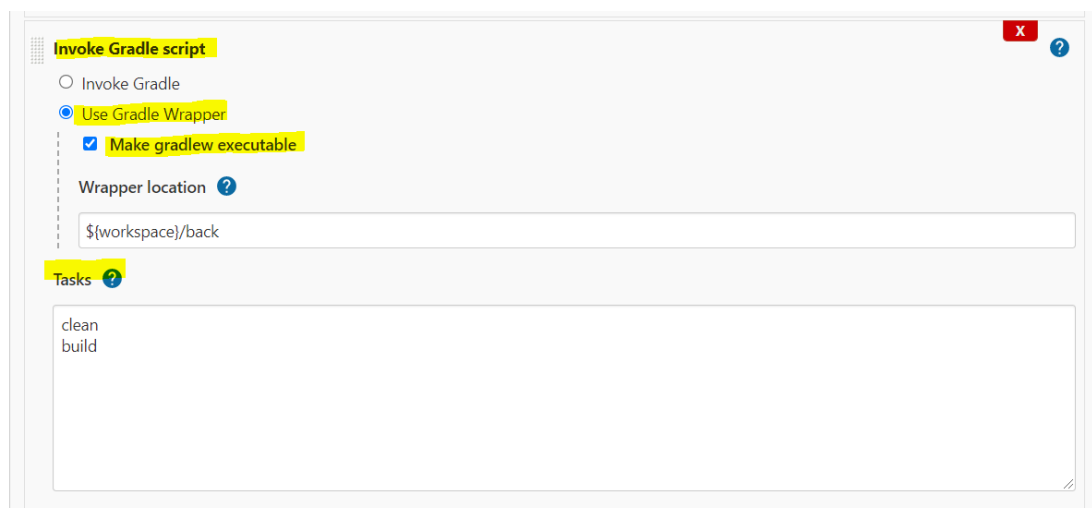 X
Invoke Gradle script ?
Invoke Gradle
Use Gradle Wrapper
Make gradlew executable
Wrapper location ?
${workspace}/back
Tasks ?
clean
build